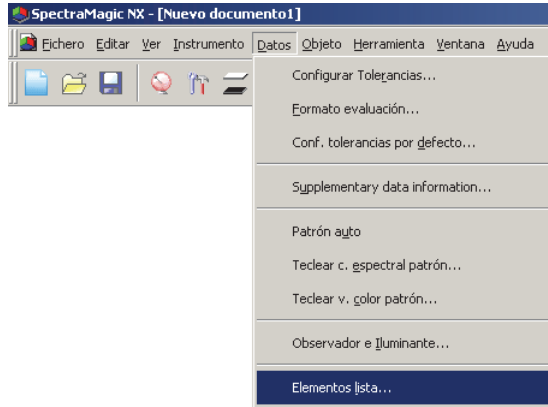 SpectraMagic NX - [Nuevo documento1]
Fichero Editar Ver Instrumento Datos Objeto Herramienta Ventana Ayuda
Configurar Tolerancias...
Formato evaluación...
Conf. tolerancias por defecto...
Supplementary data information...
Patrón auto
Teclear c. espectral patrón...
Teclear v. color patrón...
Observador e Iluminante...
Elementos lista...